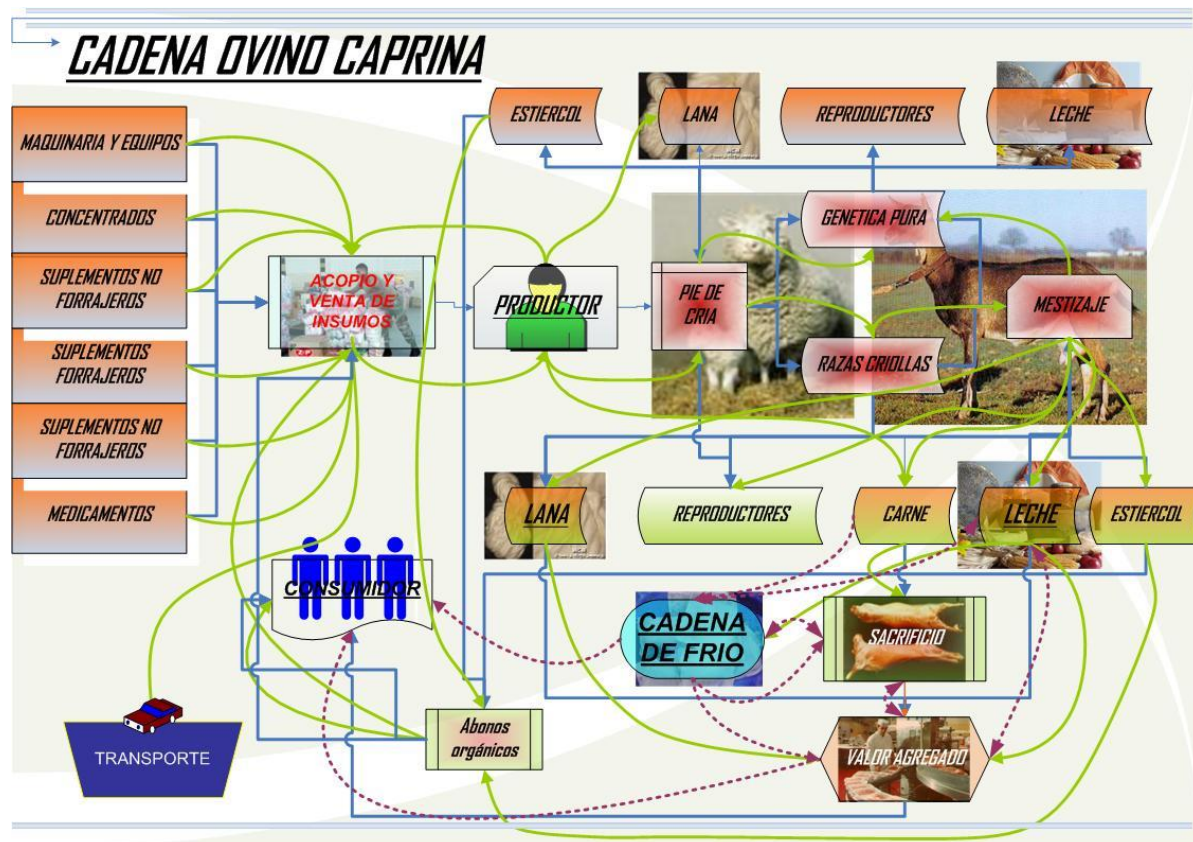 CADENA OVINO CAPRINA
ESTIERCOL
LANA
REPRODUCTORES
LECHE
MAQUINARIA Y EQUIPOS
CONCENTRADOS
SUPLEMENTOS NO
FORRAJEROS
SUPLEMENTOS
FORRAJEROS
SUPLEMENTOS NO
FORRAJEROS
MEDICAMENTOS
ACOPIO Y
VENTA DE
INSUMOS
PRODUCTOR
PIE DE
CRIA
GENETICA PURA
RAZAS CRIOLLAS
MESTIZAJE
LANA
REPRODUCTORES
CARNE
LECHE
ESTIERCOL
CONSUMIDOR
CADENA
DE FRIO
SACRIFICIO
VALOR AGREGADO
Abonos
orgánicos
TRANSPORTE